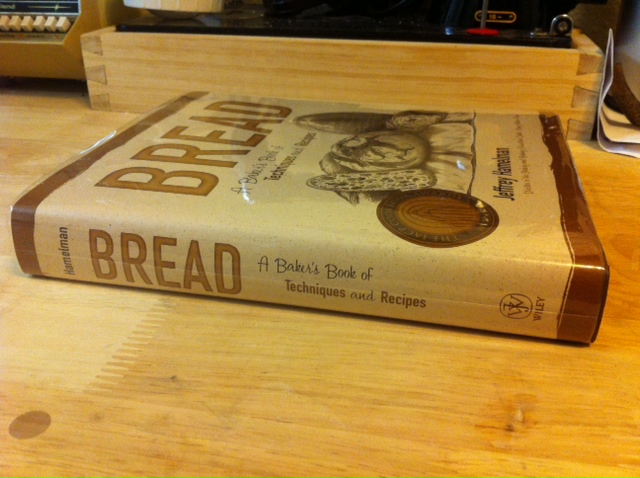 BREAD
A Baker's Book of
Techniques and Recipes
Jeffrey Hamelman
Hamelman
BREAD
A Baker's Book of
Techniques and Recipes
WILEY